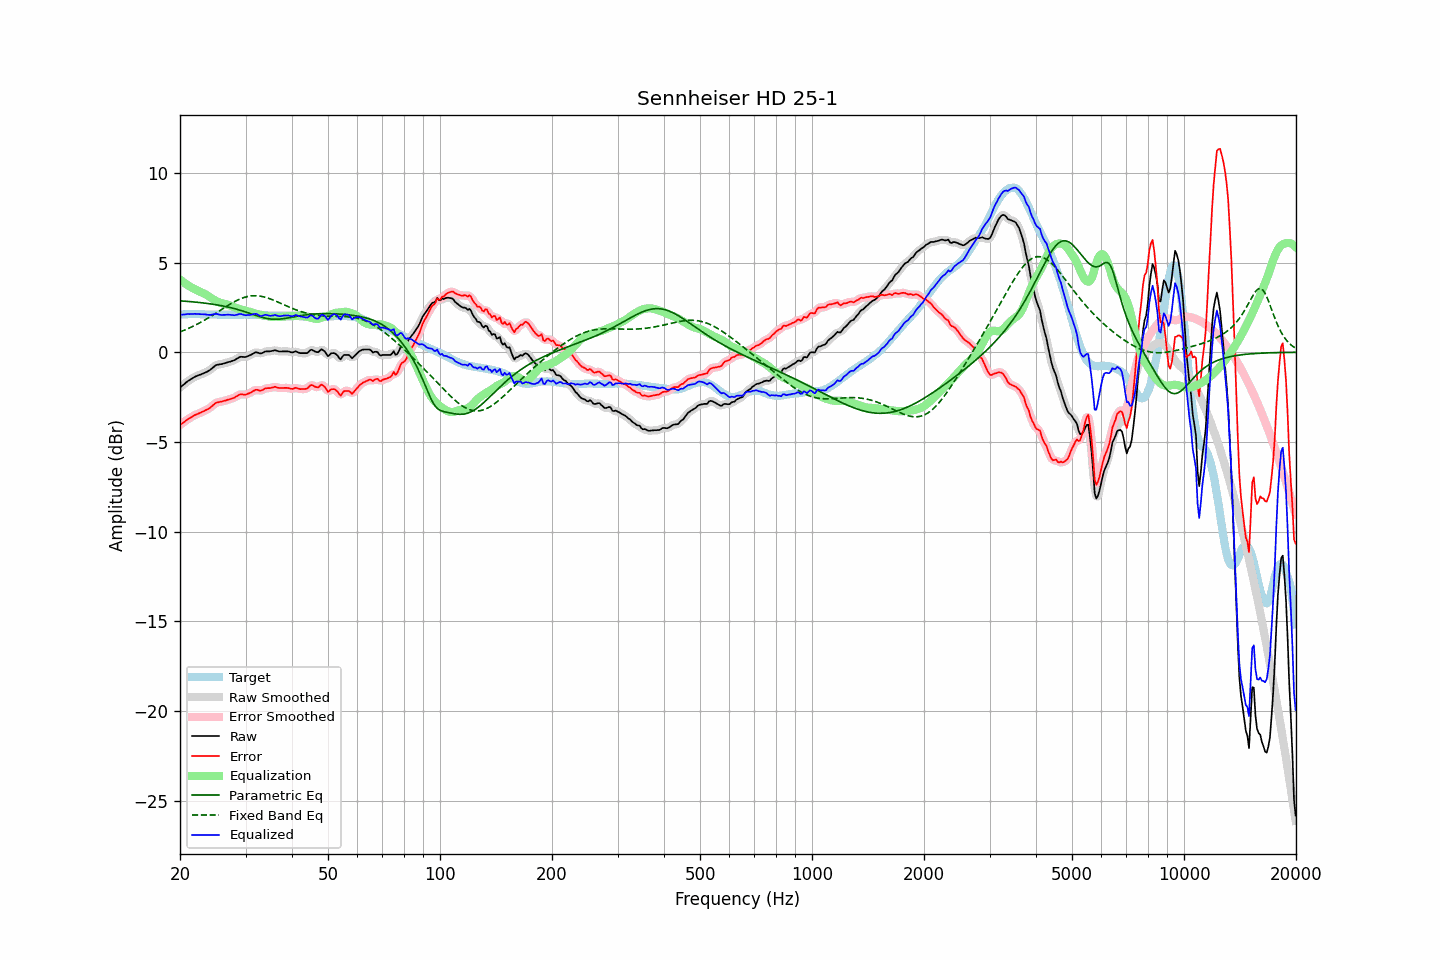 Sennheiser HD 25-1
Amplitude (dBr)
10
5
0
−5
−10
−15
−20
−25
Target
Raw Smoothed
Error Smoothed
Raw
Error
Equalization
Parametric Eq
Fixed Band Eq
Equalized
20 50 100 200 500 1000 2000 5000 10000 20000
Frequency (Hz)